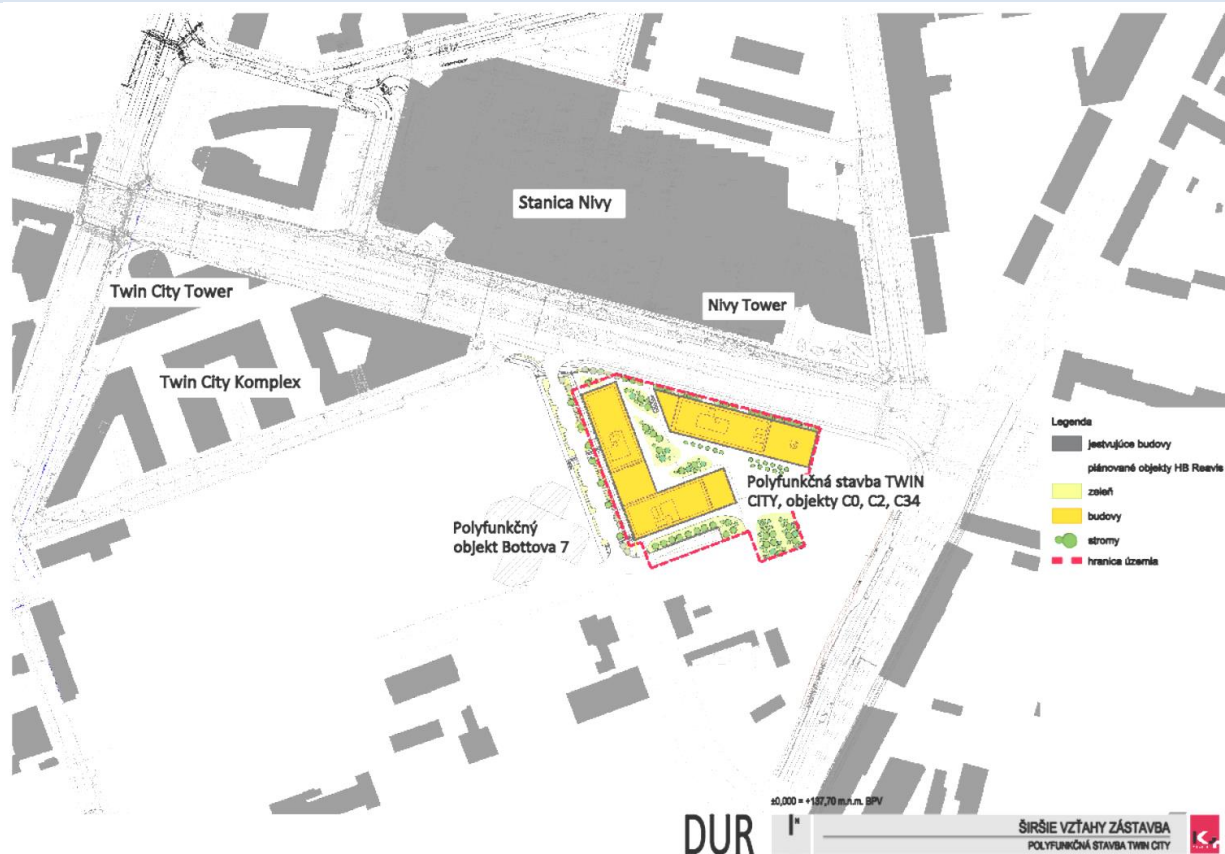 Stanica Nivy
Twin City Tower
Nivy Tower
Twin City Komplex
Polyfunkčná stavba TWIN
CITY, objekty C0, C2, C34
Polyfunkčný
objekt Bottova 7
Legenda
jestvujúce budovy
plánované objekty HB Reavis
zeleň
budovy
stromy
hranica územia
±0,000 = +137,70 m.n.m. BPV
DUR
ŠIRŠIE VZŤAHY ZÁSTAVBA
POLYFUNKČNÁ STAVBA TWIN CITY